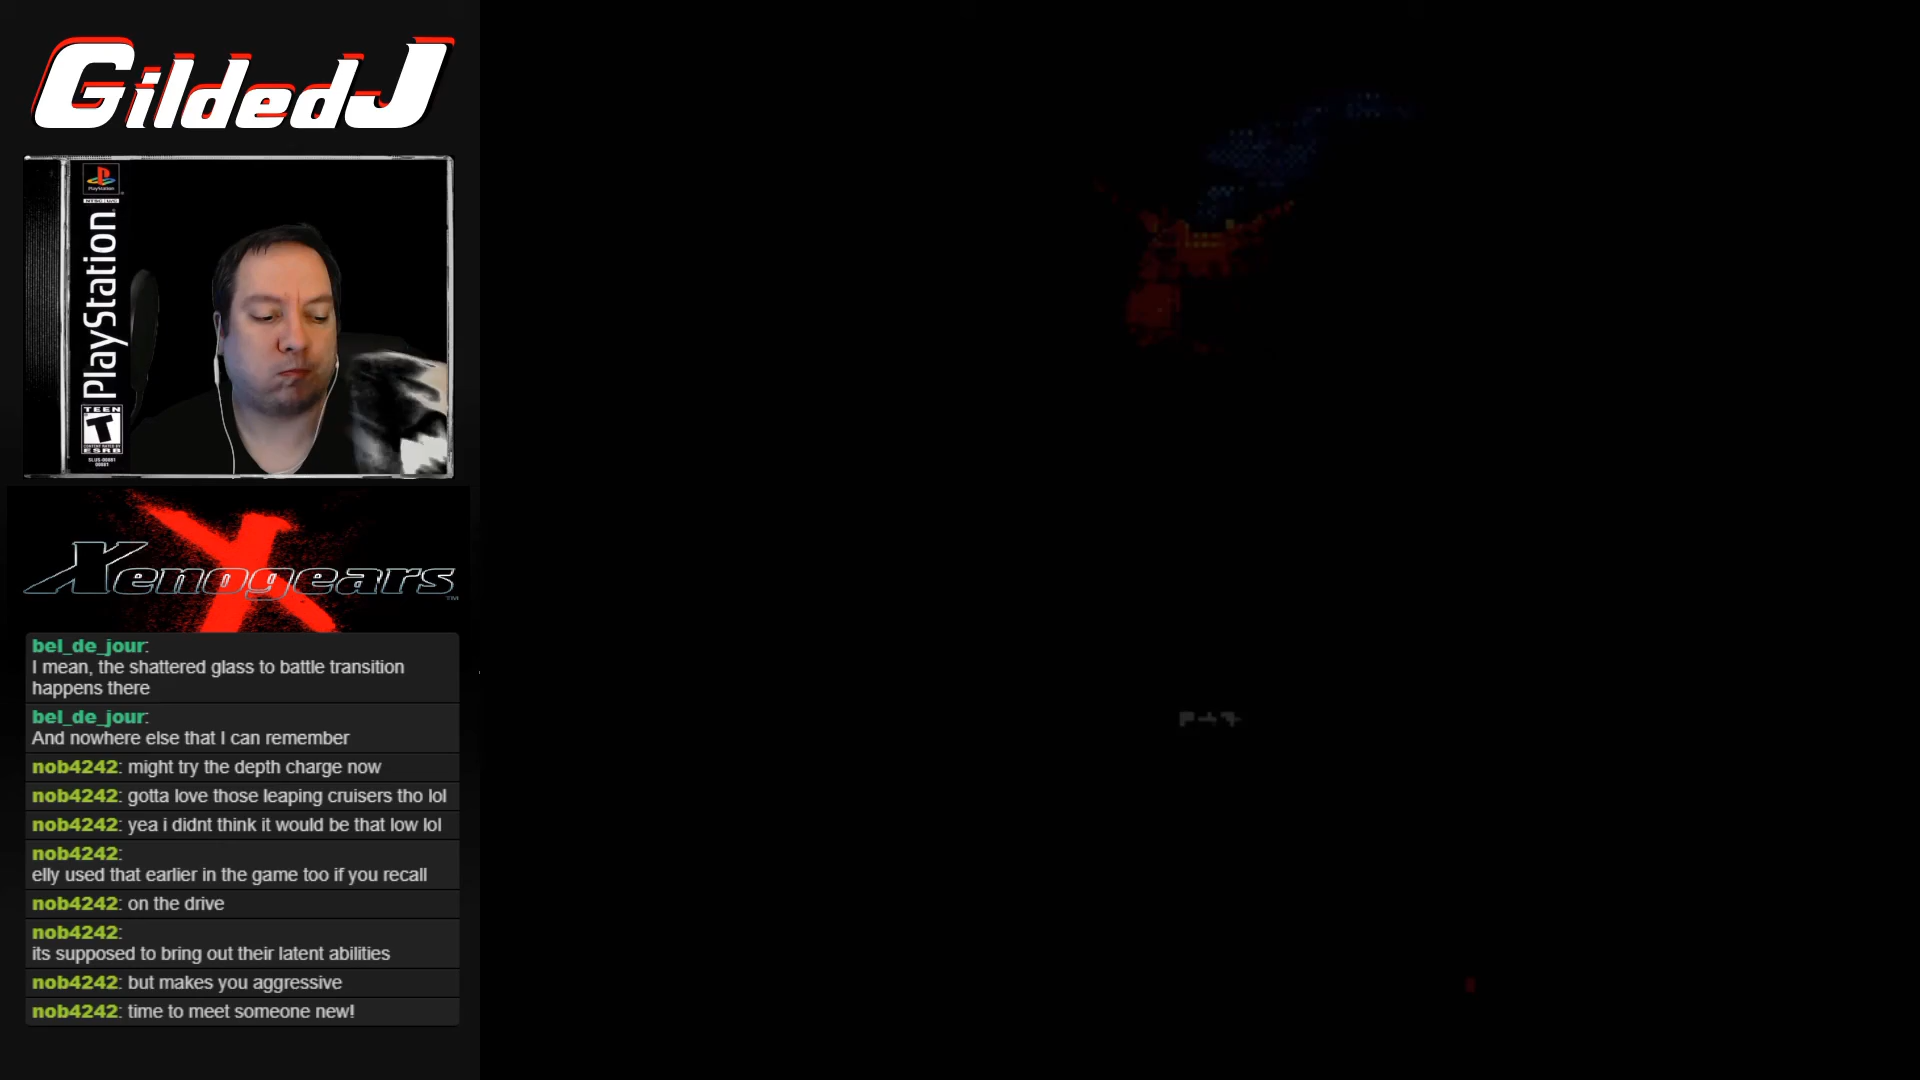 GildedJ
PlayStation
PlayStation
TEEN
T
ESRB
Xenogears
TM
bel_de_jour:
I mean, the shattered glass to battle transition
happens there
bel_de_jour:
And nowhere else that I can remember
nob4242: might try the depth charge now
nob4242: gotta love those leaping cruisers tho lol
nob4242: yea i didnt think it would be that low lol
nob4242:
elly used that earlier in the game too if you recall
nob4242: on the drive
nob4242:
its supposed to bring out their latent abilities
nob4242: but makes you aggressive
nob4242: time to meet someone new!